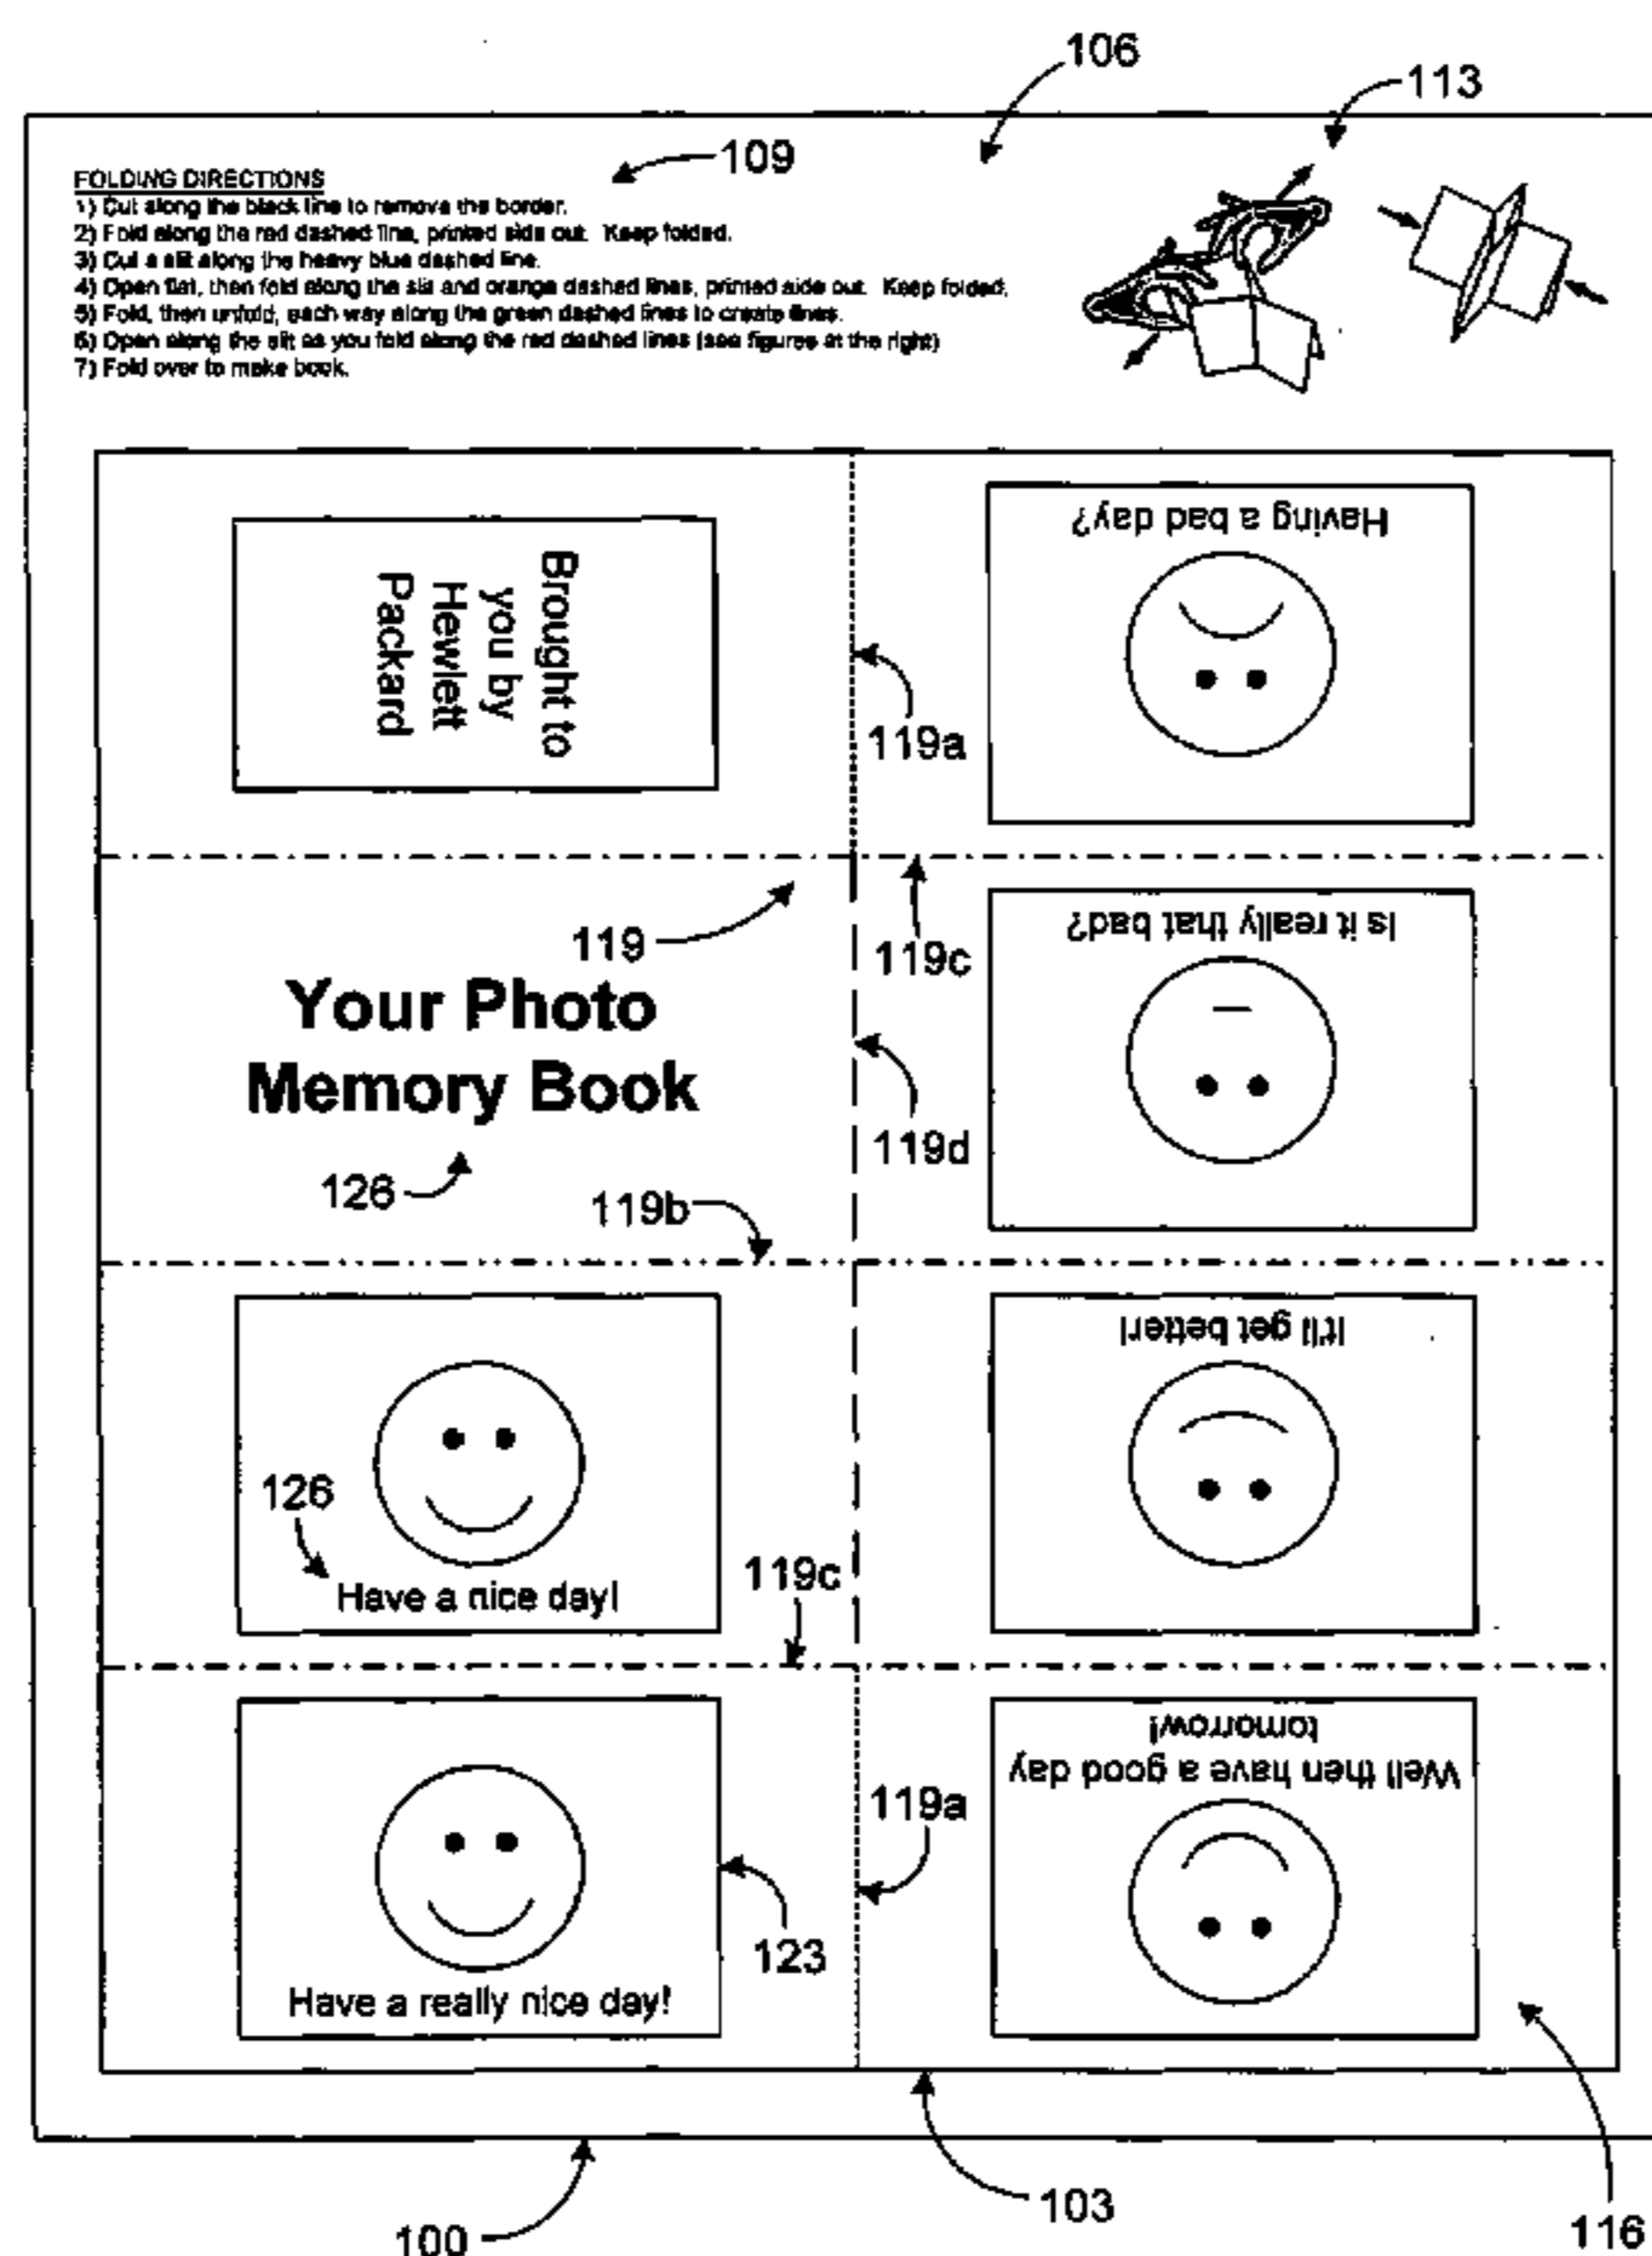 106
113
109
FOLDING DIRECTIONS
1) Cut along the black line to remove the border.
2) Fold along the red dashed line, printed side out. Keep folded.
3) Cut a slit along the heavy blue dashed line.
4) Open flat, then fold along the slit and orange dashed lines, printed side out. Keep folded.
5) Fold, then unfold, each way along the green dashed lines to create lines.
6) Open along the slit as you fold along the red dashed lines (see figures at the right)
7) Fold over to make book.
Brought to
you by
Hewlett
Packard
Having a bad day?
119a
119
119c
Is it really that bad?
Your Photo
Memory Book
119d
126
119b
It'll get better!
126
Have a nice day!
119c
Well then have a good day
tomorrow!
119a
123
Have a really nice day!
103
100
116